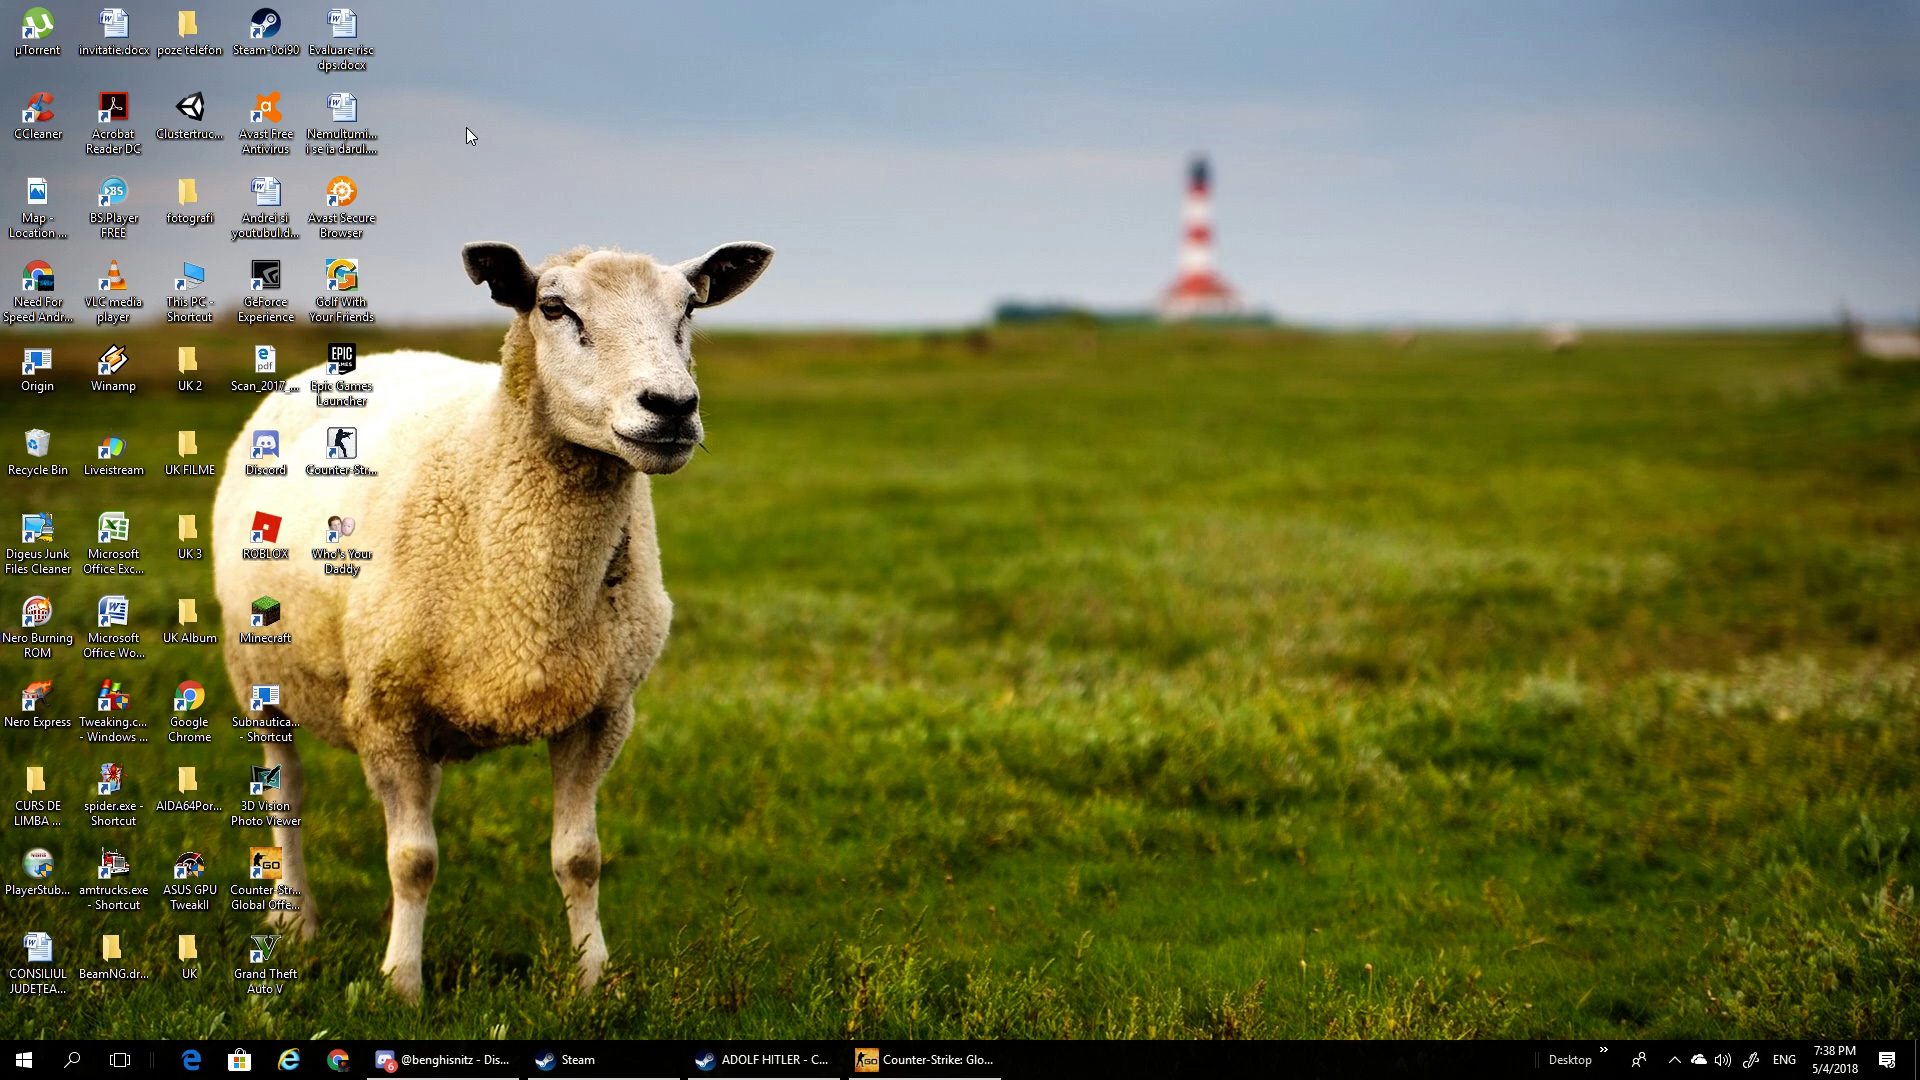 µTorrent
invitatie.docx
poze telefon
Steam-0oi90
Evaluare risc
dps.docx
CCleaner
Acrobat
Reader DC
Clustertruc...
Avast Free
Antivirus
Nemultumi...
i se ia darul....
Map -
Location ...
BS.Player
FREE
fotografi
Andrei si
youtubul.d...
Avast Secure
Browser
Need For
Speed Andr...
VLC media
player
This PC -
Shortcut
GeForce
Experience
Golf With
Your Friends
Origin
Winamp
UK 2
Scan_2017_...
Epic Games
Launcher
Recycle Bin
Liveistream
UK FILME
Discord
Counter-Str...
Digeus Junk
Files Cleaner
Microsoft
Office Exc...
UK 3
ROBLOX
Who's Your
Daddy
Nero Burning
ROM
Microsoft
Office Wo...
UK Album
Minecraft
Nero Express
Tweaking.c...
- Windows ...
Google
Chrome
Subnautica...
- Shortcut
CURS DE
LIMBA ...
spider.exe -
Shortcut
AIDA64Por...
3D Vision
Photo Viewer
PlayerStub...
amtrucks.exe
- Shortcut
ASUS GPU
TweakII
Counter-Str...
Global Offe...
CONSILIUL
JUDEȚEA...
BeamNG.dr...
UK
Grand Theft
Auto V
@benghisnitz - Dis...
Steam
ADOLF HITLER - C...
Counter-Strike: Glo...
Desktop
ENG
7:38 PM
5/4/2018